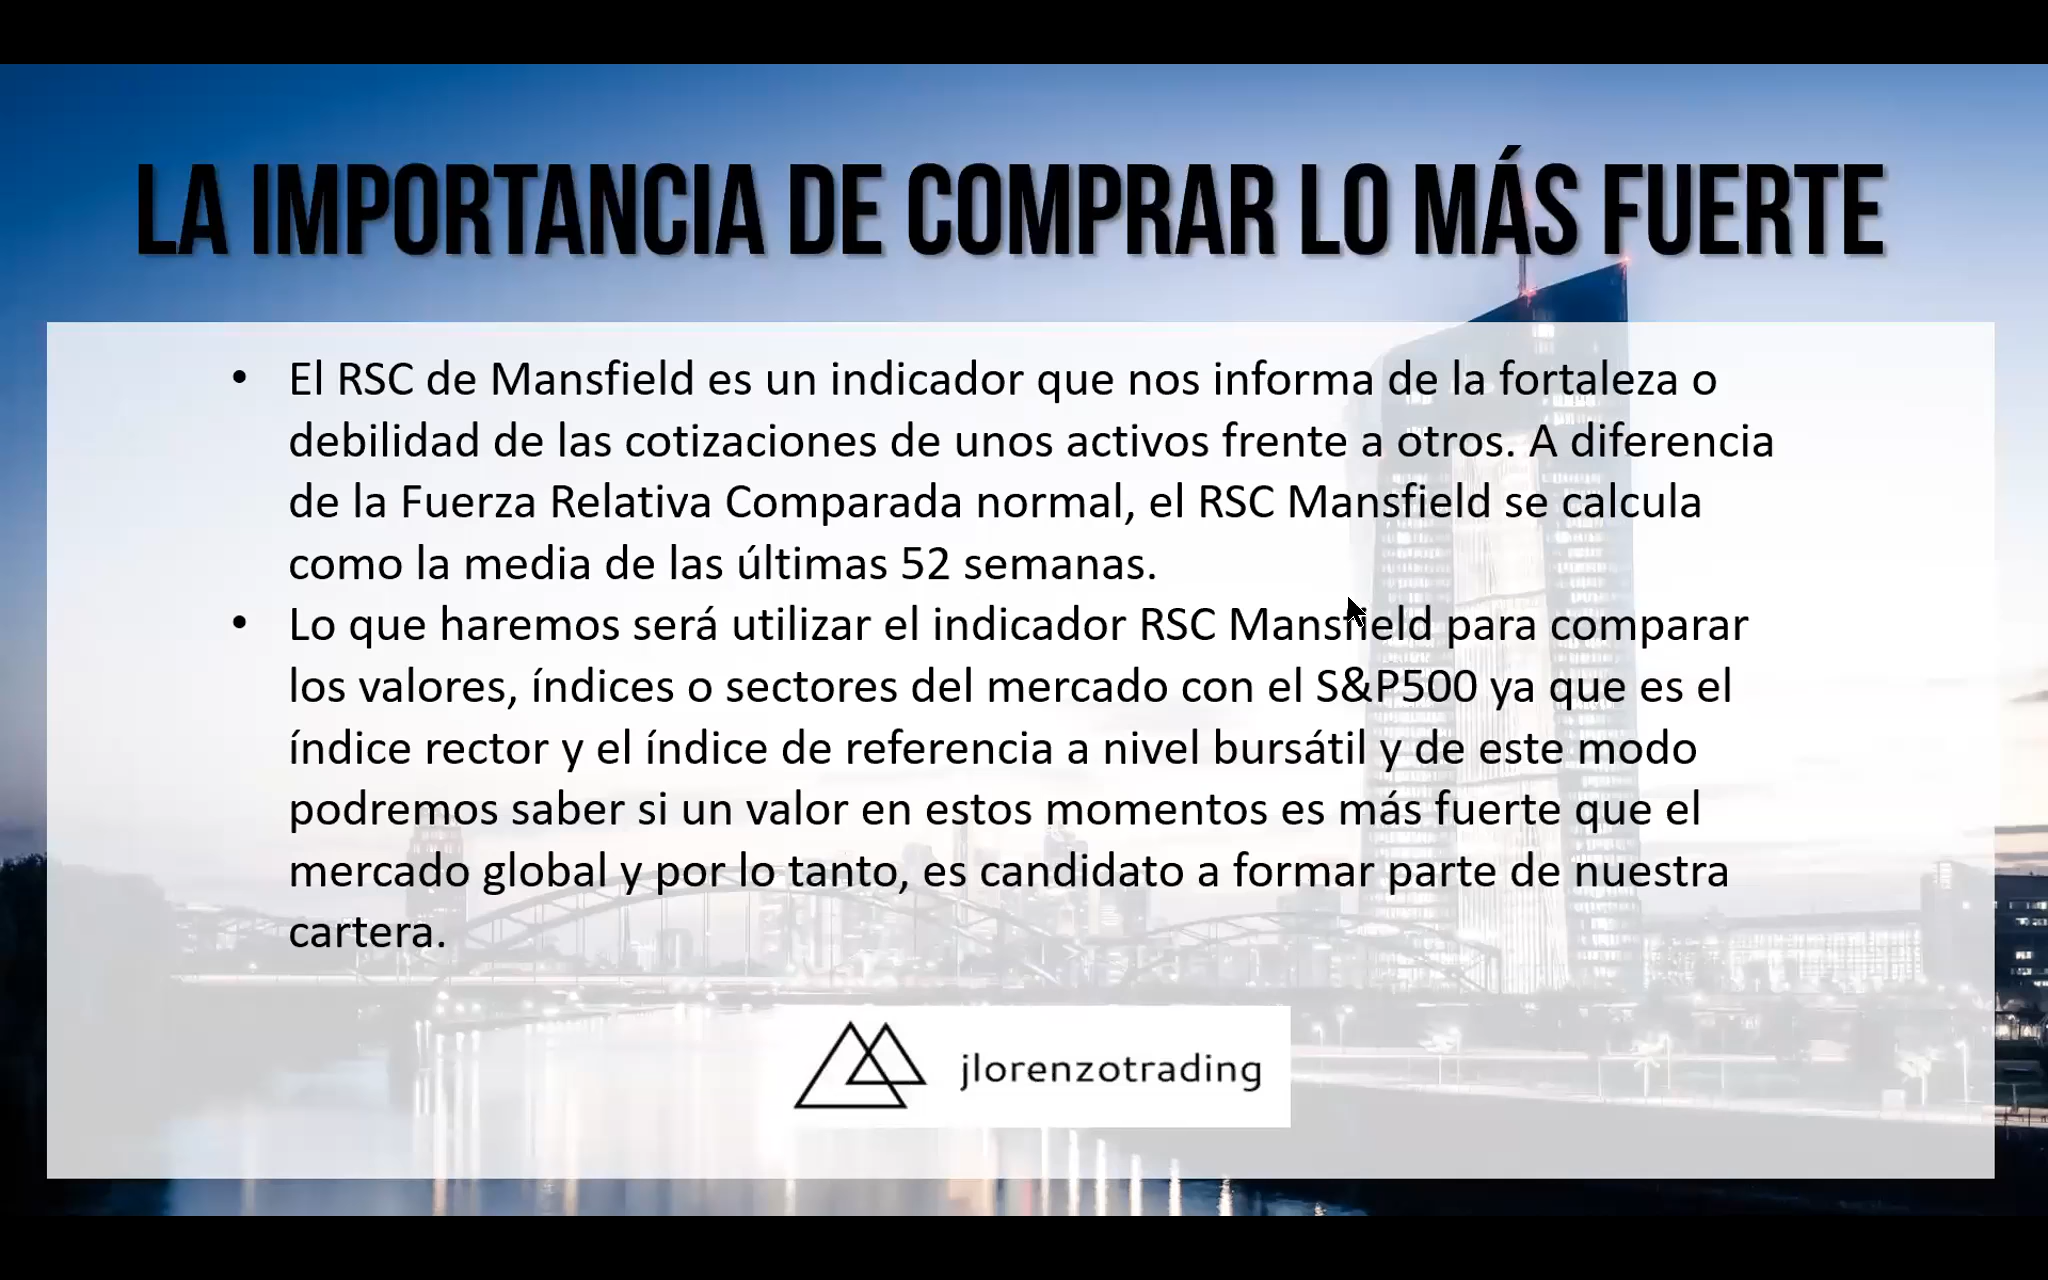 LA IMPORTANCIA DE COMPRAR LO MÁS FUERTE
• El RSC de Mansfield es un indicador que nos informa de la fortaleza o
debilidad de las cotizaciones de unos activos frente a otros. A diferencia
de la Fuerza Relativa Comparada normal, el RSC Mansfield se calcula
como la media de las últimas 52 semanas.
• Lo que haremos será utilizar el indicador RSC Mansfield para comparar
los valores, índices o sectores del mercado con el S&P500 ya que es el
índice rector y el índice de referencia a nivel bursátil y de este modo
podremos saber si un valor en estos momentos es más fuerte que el
mercado global y por lo tanto, es candidato a formar parte de nuestra
cartera.
jlorenzotrading